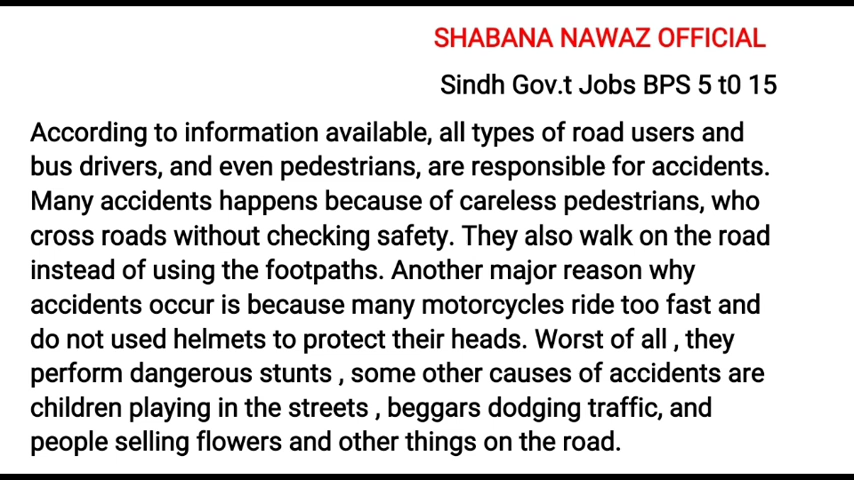 SHABANA NAWAZ OFFICIAL
Sindh Gov.t Jobs BPS 5 t0 15
According to information available, all types of road users and
bus drivers, and even pedestrians, are responsible for accidents.
Many accidents happens because of careless pedestrians, who
cross roads without checking safety. They also walk on the road
instead of using the footpaths. Another major reason why
accidents occur is because many motorcycles ride too fast and
do not used helmets to protect their heads. Worst of all , they
perform dangerous stunts , some other causes of accidents are
children playing in the streets , beggars dodging traffic, and
people selling flowers and other things on the road.